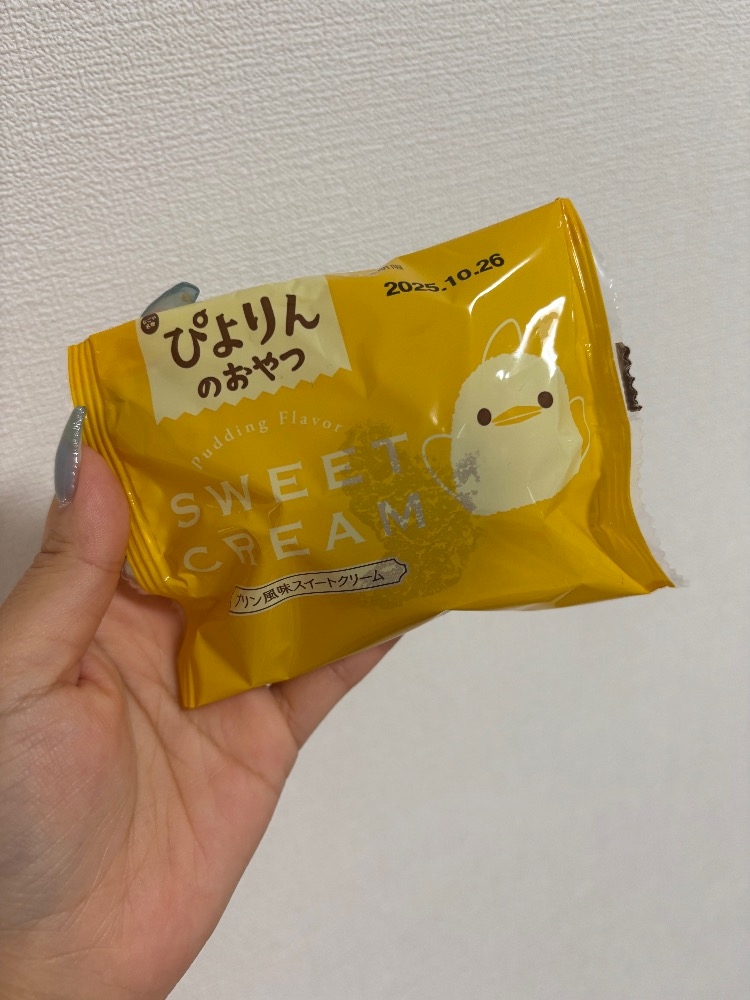 2025.10.26
ぴよりん
のおやつ
Pudding Flavor
SWEET
CREAM
プリン風味スイートクリーム